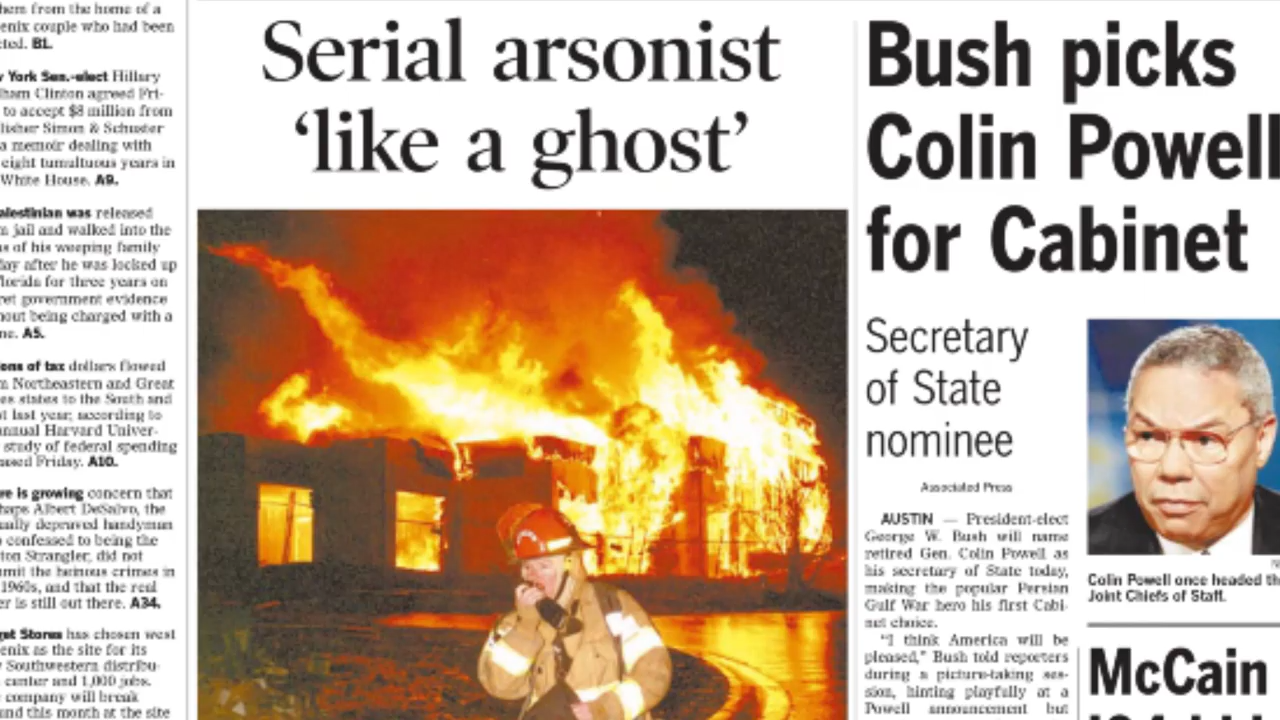 hem from the home of a
enix couple who had been
cted. B1.
York Sen.-elect Hillary
ham Clinton agreed Fri-
to accept $8 million from
lisher Simon & Schuster
a memoir dealing with
eight tumultuous years in
White House. A9.
alestinian was released
m jail and walked into the
s of his weeping family
day after he was locked up
lorida for three years on
ret government evidence
hout being charged with a
me. A5.
ions of tax dollars flowed
m Northeastern and Great
es states to the South and
t last year, according to
annual Harvard Univer-
study of federal spending
ased Friday. A10.
re is growing concern that
haps Albert DeSalvo, the
ually depraved handyman
confessed to being the
ton Strangler, did not
mmit the heinous crimes in
1960s, and that the real
er is still out there. A34.
get Stores has chosen west
enix as the site for its
Southwestern distribu-
center and 1,000 jobs.
company will break
und this month at the site
Serial arsonist
‘like a ghost’
Bush picks
Colin Powell
for Cabinet
Secretary
of State
nominee
Associated Press
AUSTIN — President-elect
George W. Bush will name
retired Gen. Colin Powell as
his secretary of State today,
making the popular Persian
Gulf War hero his first Cabi-
net choice.
“I think America will be
pleased,” Bush told reporters
during a picture-taking ses-
sion, hinting playfully at a
Powell announcement but
Colin Powell once headed th
Joint Chiefs of Staff.
McCain